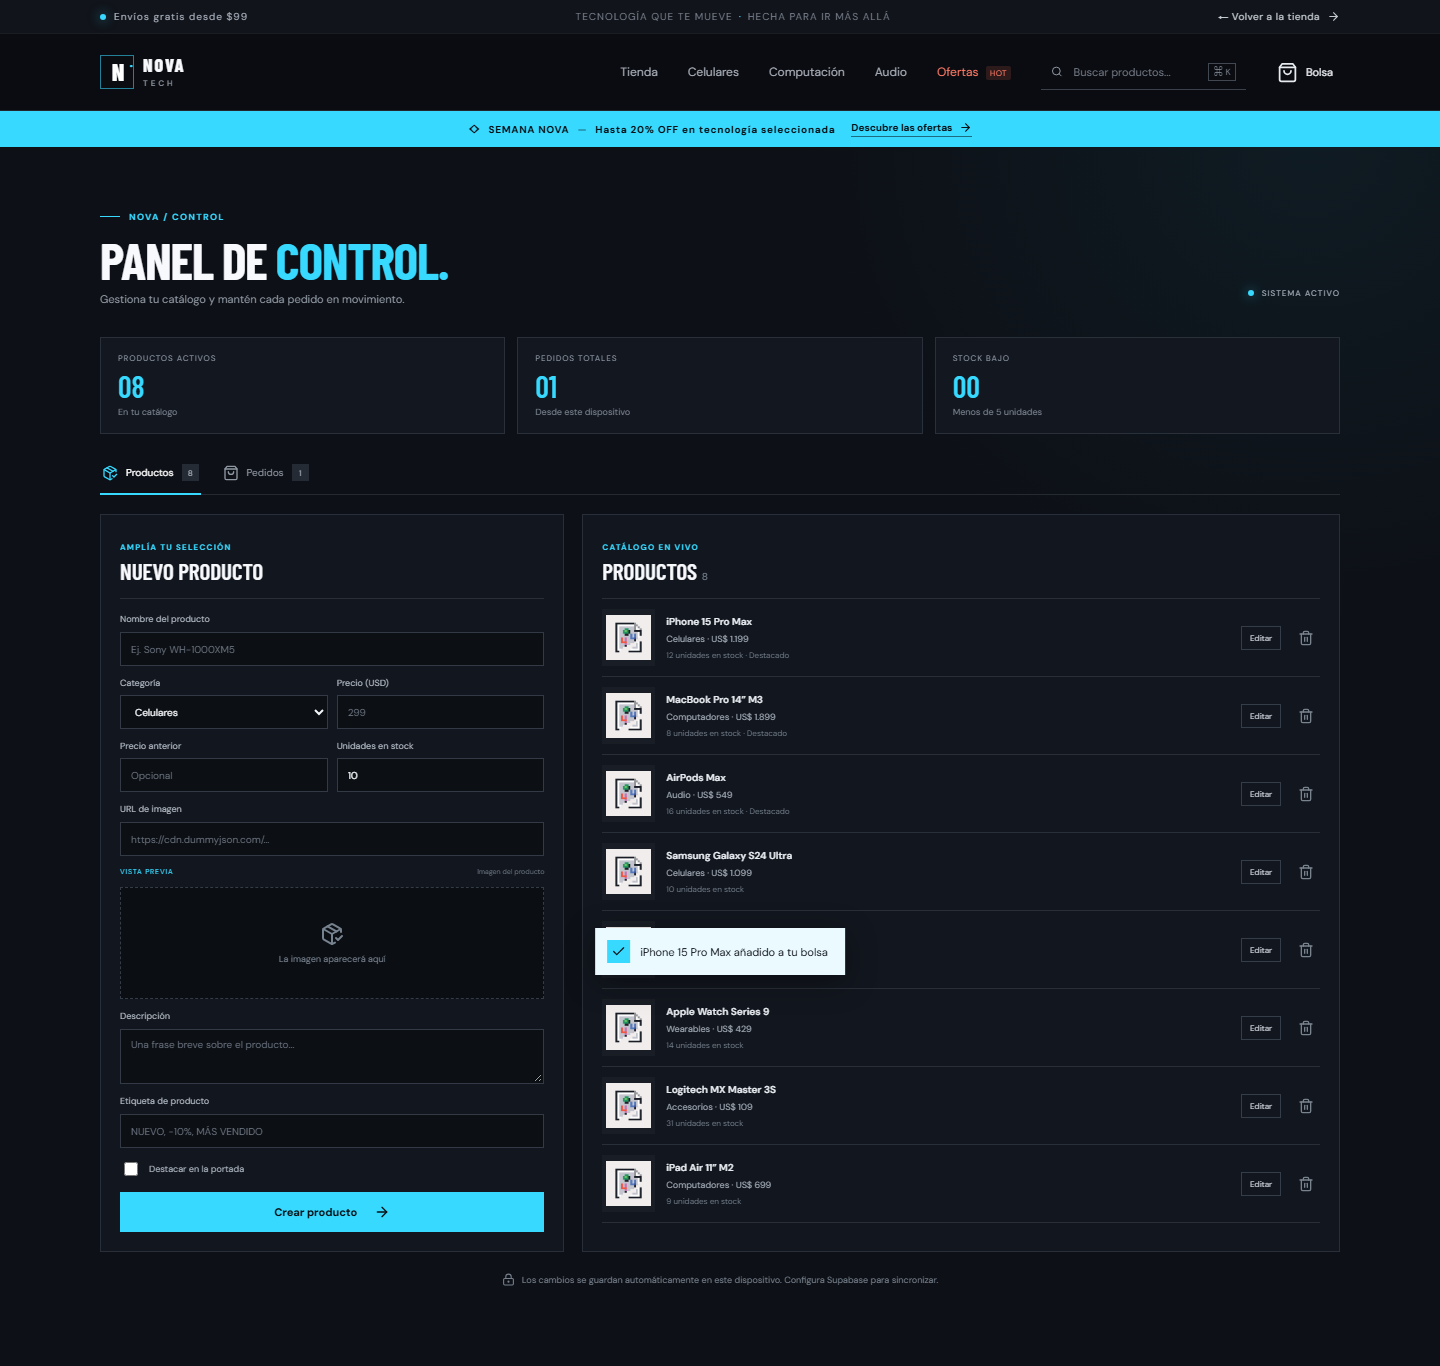 Envíos gratis desde $99
TECNOLOGÍA QUE TE MUEVE · HECHA PARA IR MÁS ALLÁ
← Volver a la tienda →
N
NOVA
TECH
Tienda
Celulares
Computación
Audio
Ofertas HOT
Buscar productos...
⌘ K
Bolsa
SEMANA NOVA — Hasta 20% OFF en tecnología seleccionada
Descubre las ofertas →
NOVA / CONTROL
PANEL DE CONTROL.
Gestiona tu catálogo y mantén cada pedido en movimiento.
SISTEMA ACTIVO
PRODUCTOS ACTIVOS
08
En tu catálogo
PEDIDOS TOTALES
01
Desde este dispositivo
STOCK BAJO
00
Menos de 5 unidades
Productos 8
Pedidos 1
AMPLÍA TU SELECCIÓN
NUEVO PRODUCTO
Nombre del producto
Ej. Sony WH-1000XM5
Categoría
Celulares
Precio (USD)
299
Precio anterior
Opcional
Unidades en stock
10
URL de imagen
https://cdn.dummyjson.com/...
VISTA PREVIA
Imagen del producto
La imagen aparecerá aquí
Descripción
Una frase breve sobre el producto...
Etiqueta de producto
NUEVO, -10%, MÁS VENDIDO
Destacar en la portada
Crear producto →
CATÁLOGO EN VIVO
PRODUCTOS 8
iPhone 15 Pro Max
Celulares · US$ 1.199
12 unidades en stock · Destacado
Editar
MacBook Pro 14" M3
Computadores · US$ 1.899
8 unidades en stock · Destacado
Editar
AirPods Max
Audio · US$ 549
16 unidades en stock · Destacado
Editar
Samsung Galaxy S24 Ultra
Celulares · US$ 1.099
10 unidades en stock
Editar
iPhone 15 Pro Max añadido a tu bolsa
Editar
Apple Watch Series 9
Wearables · US$ 429
14 unidades en stock
Editar
Logitech MX Master 3S
Accesorios · US$ 109
31 unidades en stock
Editar
iPad Air 11" M2
Computadores · US$ 699
9 unidades en stock
Editar
Los cambios se guardan automáticamente en este dispositivo. Configura Supabase para sincronizar.